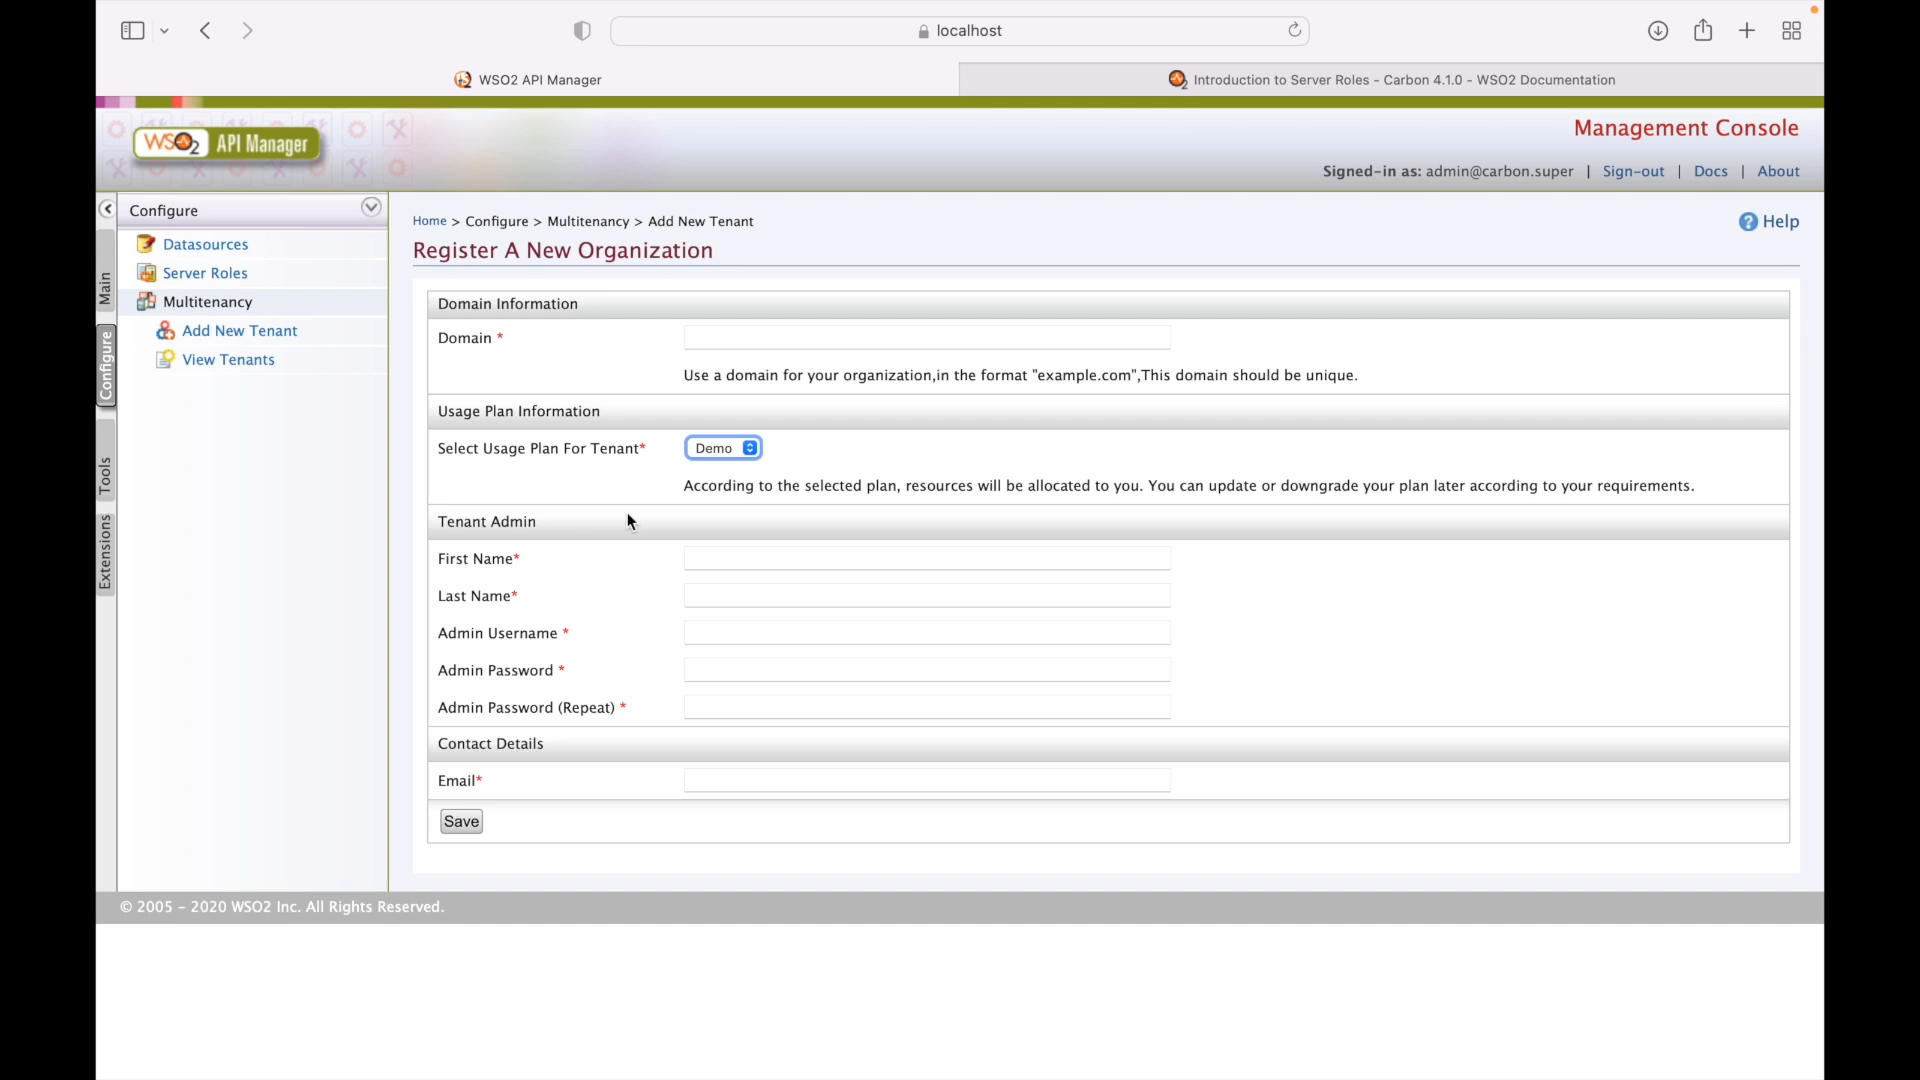 localhost
WSO2 API Manager
Introduction to Server Roles - Carbon 4.1.0 - WSO2 Documentation
WSO2 API Manager
Management Console
Signed-in as: admin@carbon.super | Sign-out | Docs | About
Configure
Datasources
Server Roles
Multitenancy
Add New Tenant
View Tenants
Main
Configure
Tools
Extensions
Home > Configure > Multitenancy > Add New Tenant
Help
Register A New Organization
Domain Information
Domain *
Use a domain for your organization,in the format "example.com",This domain should be unique.
Usage Plan Information
Select Usage Plan For Tenant* Demo
According to the selected plan, resources will be allocated to you. You can update or downgrade your plan later according to your requirements.
Tenant Admin
First Name*
Last Name*
Admin Username *
Admin Password *
Admin Password (Repeat) *
Contact Details
Email*
Save
© 2005 - 2020 WSO2 Inc. All Rights Reserved.